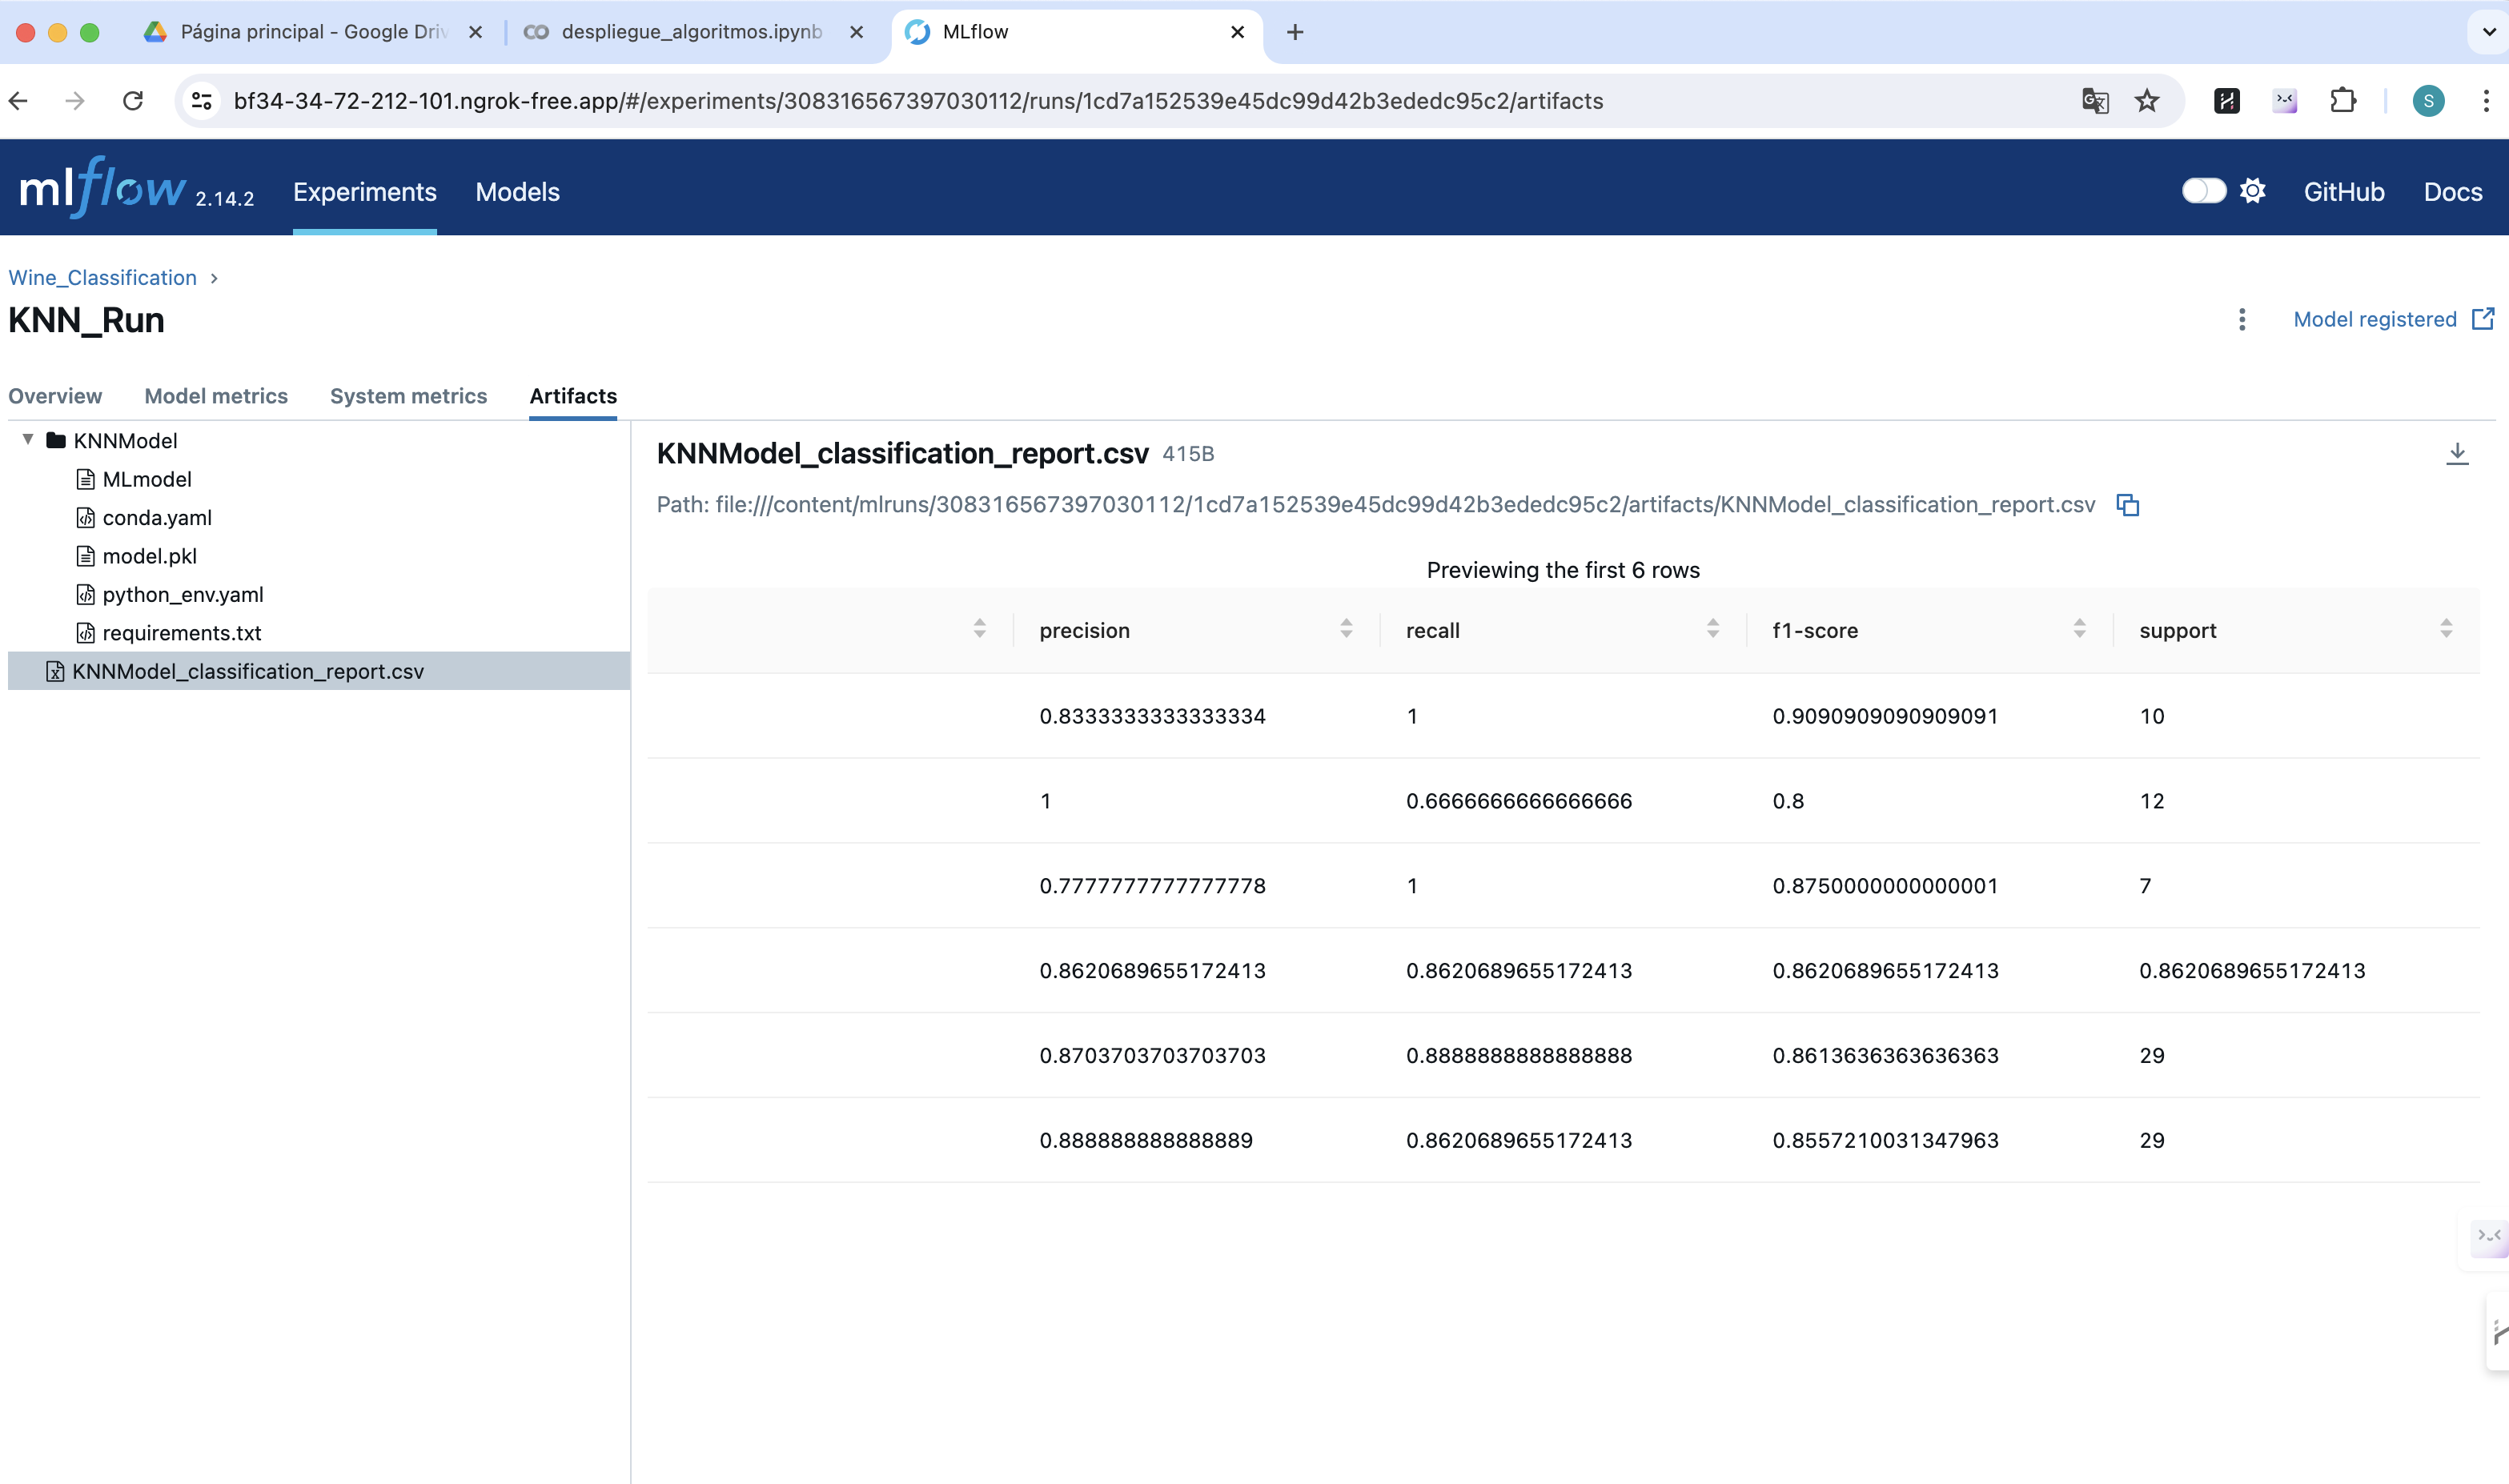 Página principal - Google Driv
despliegue_algoritmos.ipynb
MLflow
bf34-34-72-212-101.ngrok-free.app/#/experiments/308316567397030112/runs/1cd7a152539e45dc99d42b3ededc95c2/artifacts
S
mlflow 2.14.2 Experiments Models GitHub Docs
Wine_Classification
KNN_Run
Model registered
Overview Model metrics System metrics Artifacts
KNNModel
MLmodel
conda.yaml
model.pkl
python_env.yaml
requirements.txt
KNNModel_classification_report.csv
KNNModel_classification_report.csv 415B
Path: file:///content/mlruns/308316567397030112/1cd7a152539e45dc99d42b3ededc95c2/artifacts/KNNModel_classification_report.csv
Previewing the first 6 rows
precision recall f1-score support
0.8333333333333334 1 0.9090909090909091 10
1 0.6666666666666666 0.8 12
0.7777777777777778 1 0.8750000000000001 7
0.8620689655172413 0.8620689655172413 0.8620689655172413 0.8620689655172413
0.8703703703703703 0.8888888888888888 0.8613636363636363 29
0.888888888888889 0.8620689655172413 0.8557210031347963 29